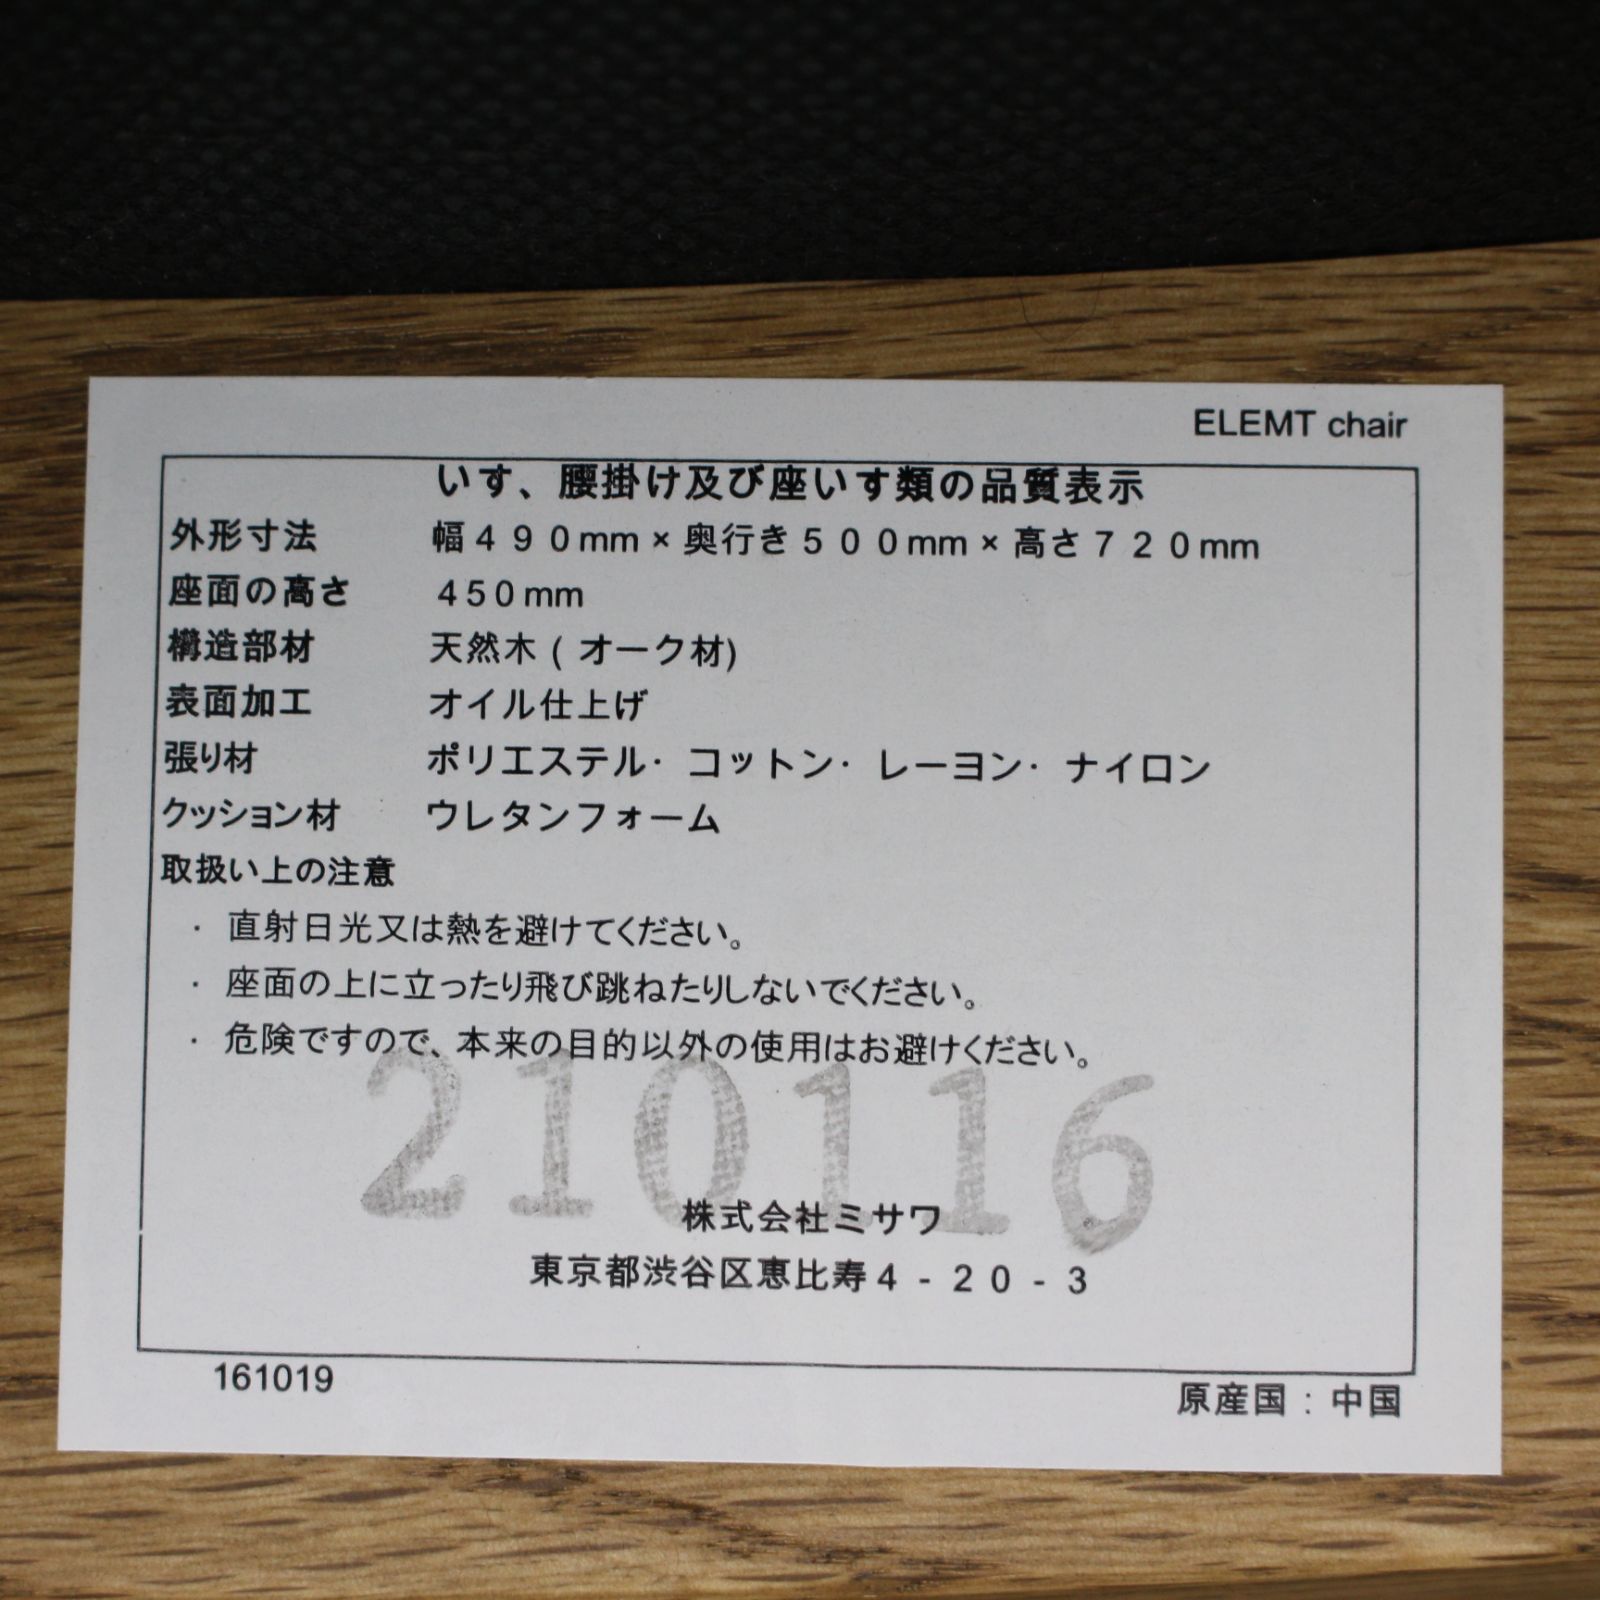 ELEMT chair
いす、腰掛け及び座いす類の品質表示
外形寸法 幅490mm×奥行き500mm×高さ720mm
座面の高さ 450mm
構造部材 天然木(オーク材)
表面加工 オイル仕上げ
張り材 ポリエステル・コットン・レーヨン・ナイロン
クッション材 ウレタンフォーム
取扱い上の注意
・直射日光又は熱を避けてください。
・座面の上に立ったり飛び跳ねたりしないでください。
・危険ですので、本来の目的以外の使用はお避けください。
210116
株式会社ミサワ
東京都渋谷区恵比寿4-20-3
161019
原産国:中国